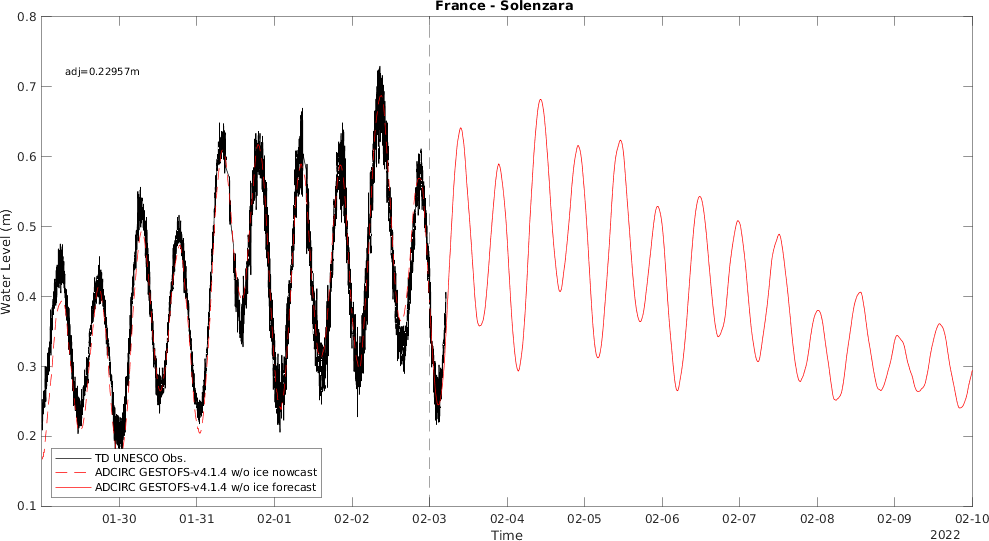 France - Solenzara
0.8
adj=0.22957m
0.7
0.6
0.5
0.4
0.3
0.2
0.1
Water Level (m)
TD UNESCO Obs.
ADCIRC GESTOFS-v4.1.4 w/o ice nowcast
ADCIRC GESTOFS-v4.1.4 w/o ice forecast
01-30 01-31 02-01 02-02 02-03 02-04 02-05 02-06 02-07 02-08 02-09 02-10
Time
2022